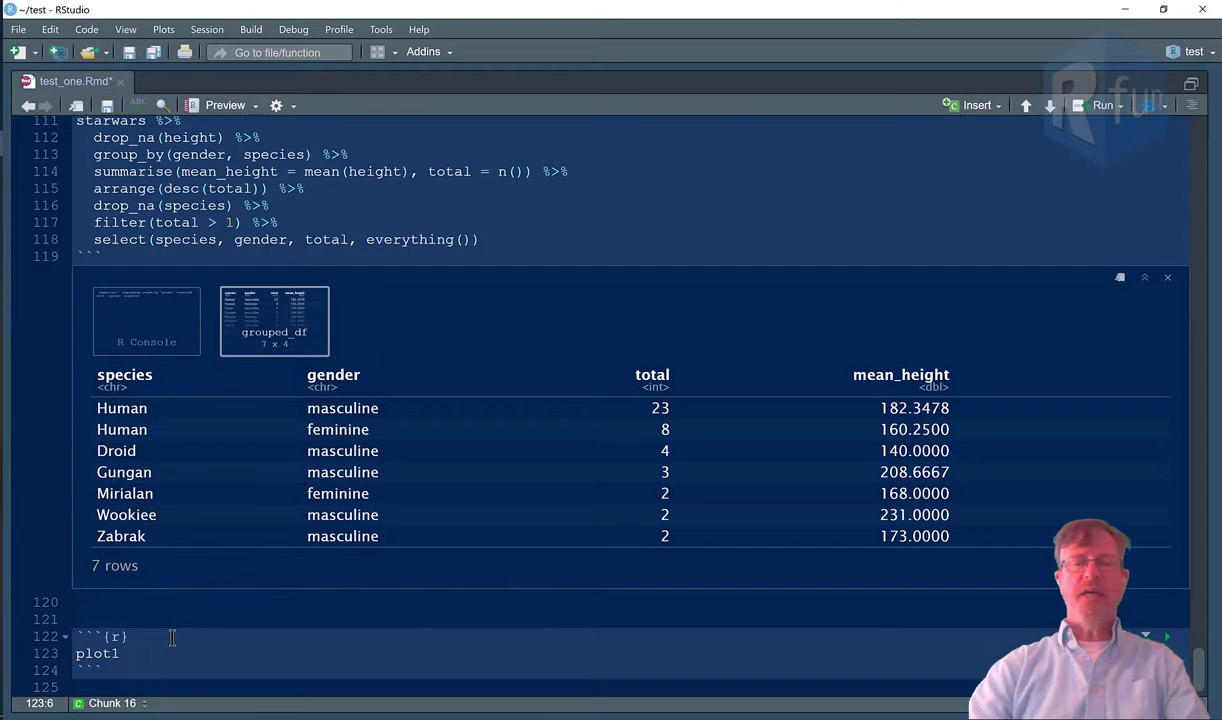 ~/test - RStudio
File Edit Code View Plots Session Build Debug Profile Tools Help
Go to file/function Addins test
test_one.Rmd*
ABC Preview Insert Run
R fun
111 starwars %>%
112 drop_na(height) %>%
113 group_by(gender, species) %>%
114 summarise(mean_height = mean(height), total = n()) %>%
115 arrange(desc(total)) %>%
116 drop_na(species) %>%
117 filter(total > 1) %>%
118 select(species, gender, total, everything())
119 ```
R Console
grouped_df
7 x 4
species gender total mean_height
<chr> <chr> <int> <dbl>
Human masculine 23 182.3478
Human feminine 8 160.2500
Droid masculine 4 140.0000
Gungan masculine 3 208.6667
Mirialan feminine 2 168.0000
Wookiee masculine 2 231.0000
Zabrak masculine 2 173.0000
7 rows
120
121
122 ```{r}
123 plot1
124 ```
125
123:6 Chunk 16